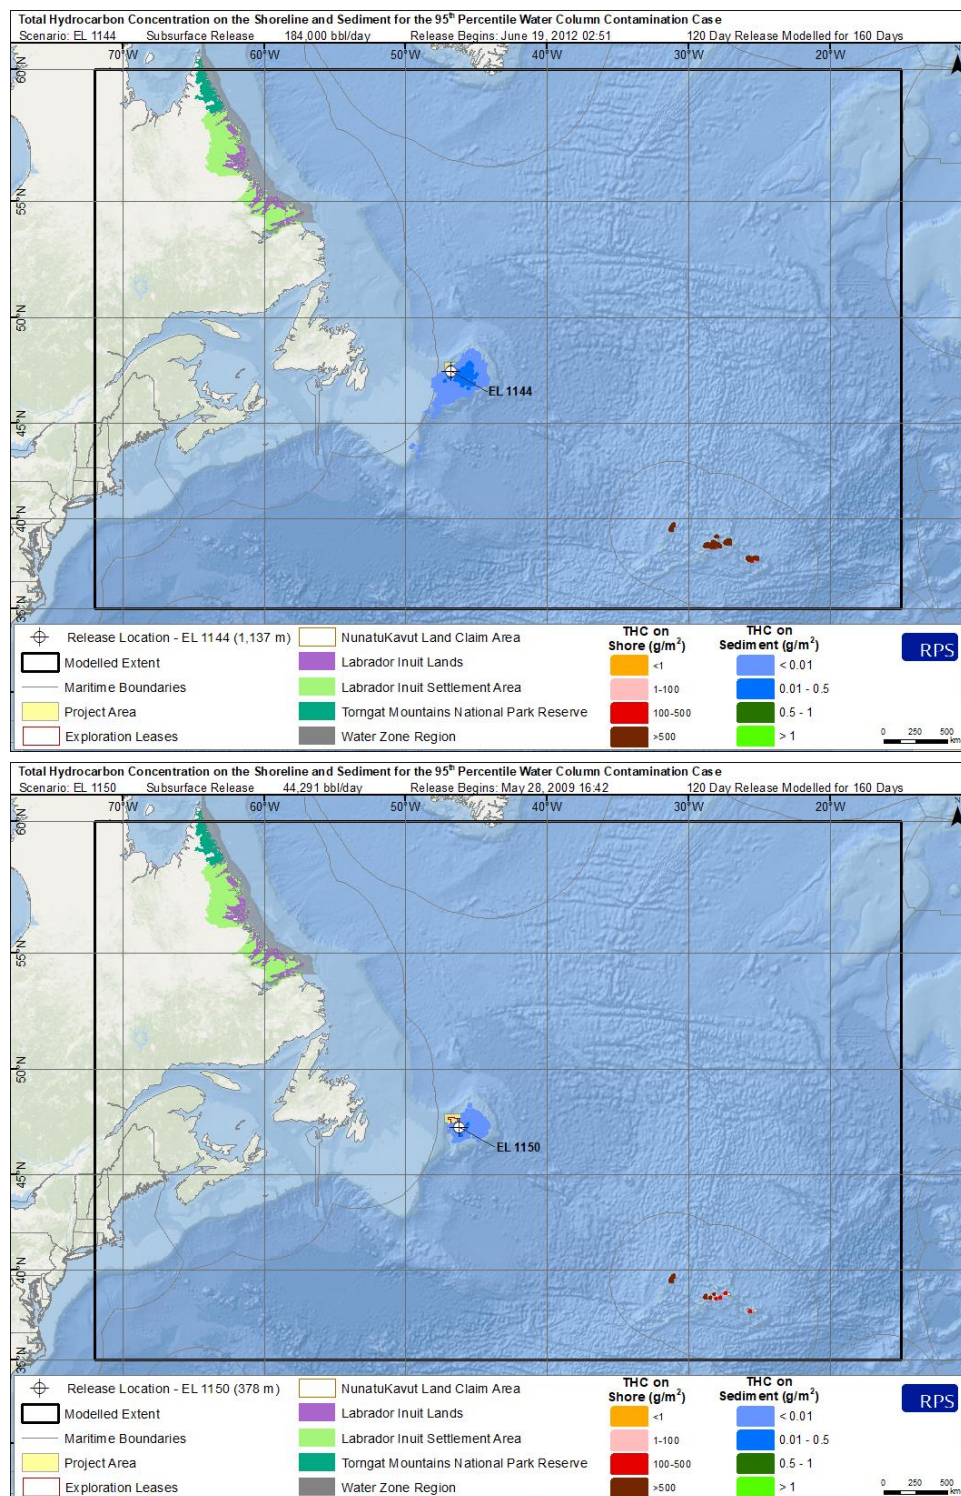 Total Hydrocarbon Concentration on the Shoreline and Sediment for the 95th Percentile Water Column Contamination Case
Scenario: EL 1144 Subsurface Release 184,000 bbl/day Release Begins: June 19, 2012 02:51 120 Day Release Modelled for 160 Days
70°W 60°W 50°W 40°W 30°W 20°W
N
60°N
55°N
50°N
45°N
40°N
35°N
EL 1144
Release Location - EL 1144 (1,137 m)
Modelled Extent
Maritime Boundaries
Project Area
Exploration Leases
NunatuKavut Land Claim Area
Labrador Inuit Lands
Labrador Inuit Settlement Area
Torngat Mountains National Park Reserve
Water Zone Region
THC on
Shore (g/m²)
<1
1-100
100-500
>500
THC on
Sediment (g/m²)
< 0.01
0.01 - 0.5
0.5 - 1
> 1
RPS
0 250 500
km
Total Hydrocarbon Concentration on the Shoreline and Sediment for the 95th Percentile Water Column Contamination Case
Scenario: EL 1150 Subsurface Release 44,291 bbl/day Release Begins: May 28, 2009 16:42 120 Day Release Modelled for 160 Days
70°W 60°W 50°W 40°W 30°W 20°W
N
60°N
55°N
50°N
45°N
40°N
35°N
EL 1150
Release Location - EL 1150 (378 m)
Modelled Extent
Maritime Boundaries
Project Area
Exploration Leases
NunatuKavut Land Claim Area
Labrador Inuit Lands
Labrador Inuit Settlement Area
Torngat Mountains National Park Reserve
Water Zone Region
THC on
Shore (g/m²)
<1
1-100
100-500
>500
THC on
Sediment (g/m²)
< 0.01
0.01 - 0.5
0.5 - 1
> 1
RPS
0 250 500
km